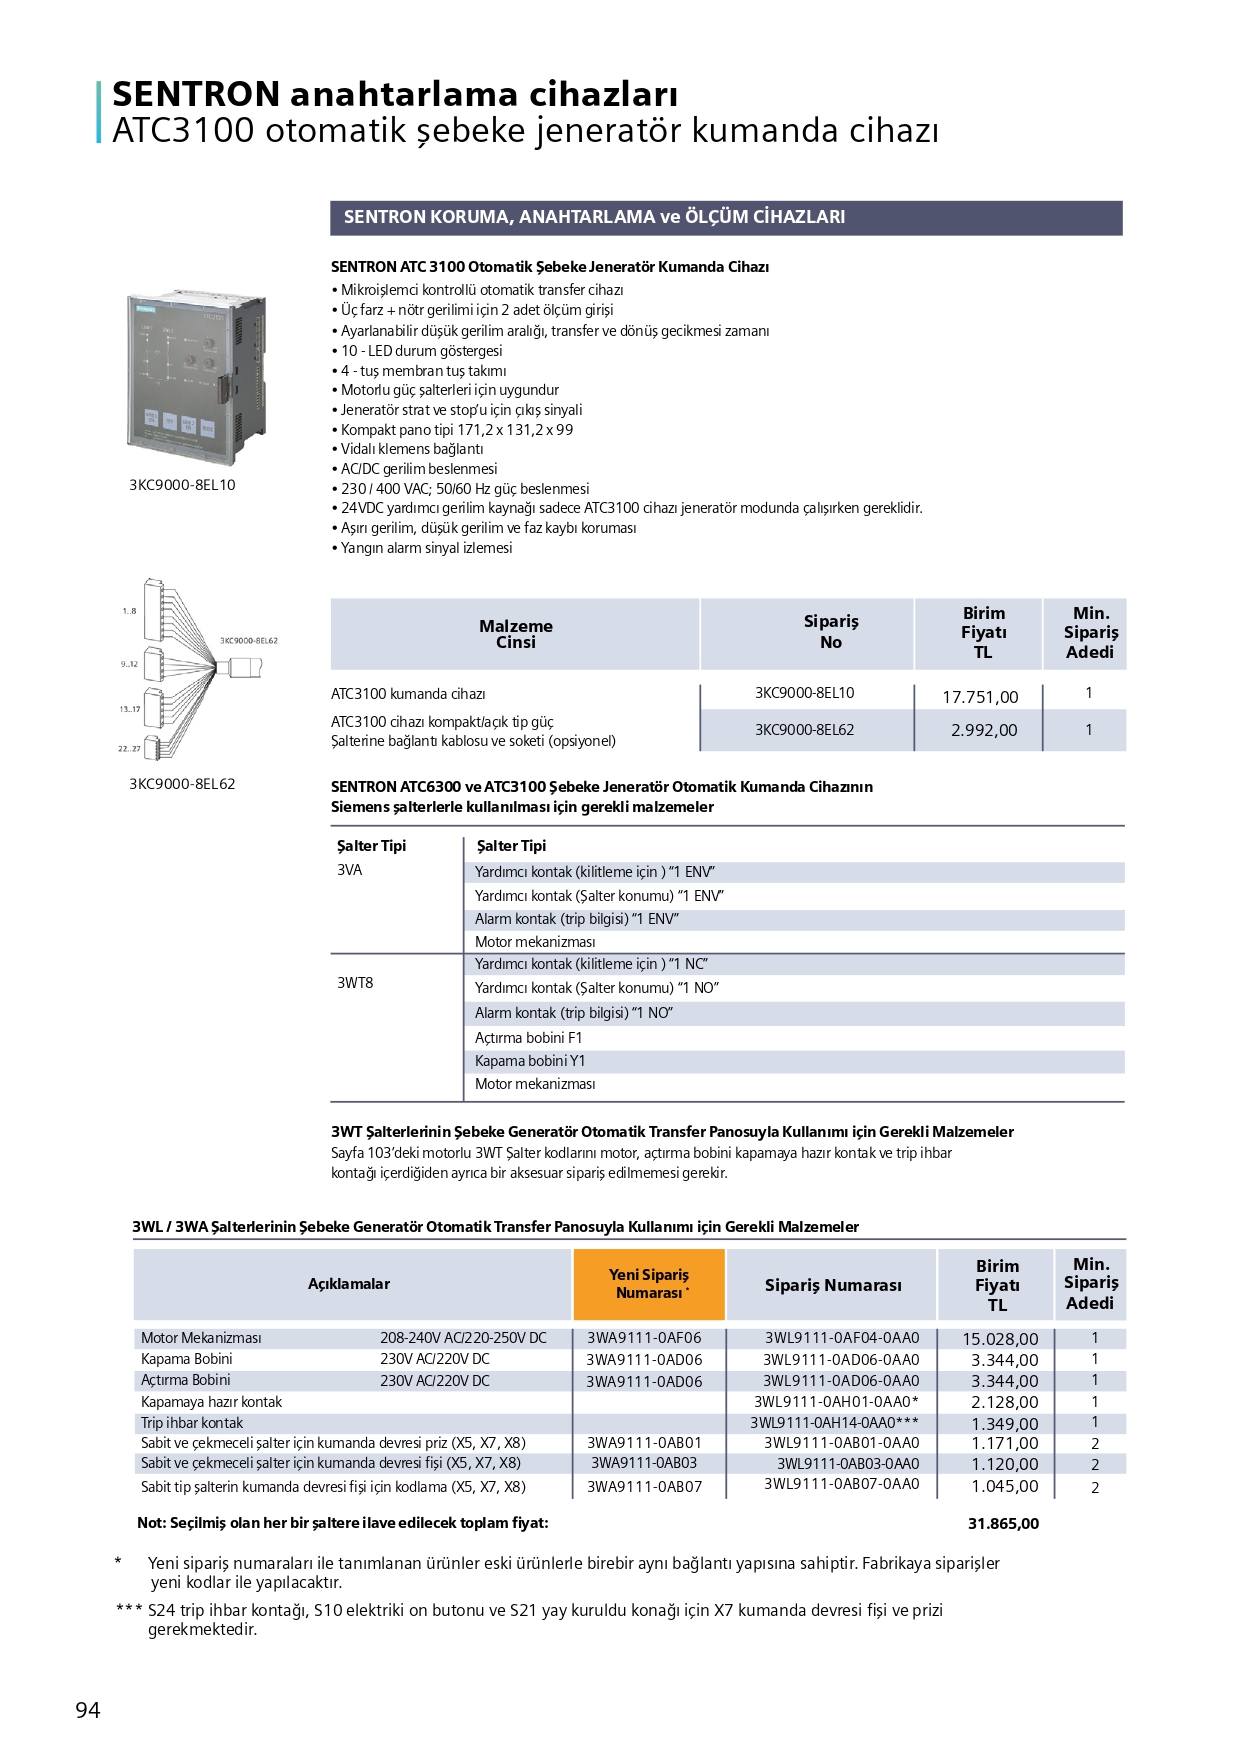 SENTRON anahtarlama cihazları
ATC3100 otomatik şebeke jeneratör kumanda cihazı
SENTRON KORUMA, ANAHTARLAMA ve ÖLÇÜM CİHAZLARI
SENTRON ATC 3100 Otomatik Şebeke Jeneratör Kumanda Cihazı
• Mikroişlemci kontrollü otomatik transfer cihazı
• Üç farz + nötr gerilimi için 2 adet ölçüm girişi
• Ayarlanabilir düşük gerilim aralığı, transfer ve dönüş gecikmesi zamanı
• 10 - LED durum göstergesi
• 4 - tuş membran tuş takımı
• Motorlu güç şalterleri için uygundur
• Jeneratör strat ve stop’u için çıkış sinyali
• Kompakt pano tipi 171,2 x 131,2 x 99
• Vidalı klemens bağlantı
• AC/DC gerilim beslenmesi
• 230 / 400 VAC; 50/60 Hz güç beslenmesi
• 24VDC yardımcı gerilim kaynağı sadece ATC3100 cihazı jeneratör modunda çalışırken gereklidir.
• Aşırı gerilim, düşük gerilim ve faz kaybı koruması
• Yangın alarm sinyal izlemesi
SIEMENS
3KC9000-8EL10
1..8
3KC9000-8EL62
9..12
13..17
22..27
3KC9000-8EL62
Malzeme Cinsi Sipariş No Birim Fiyatı TL Min. Sipariş Adedi
ATC3100 kumanda cihazı 3KC9000-8EL10 17.751,00 1
ATC3100 cihazı kompakt/açık tip güç
Şalterine bağlantı kablosu ve soketi (opsiyonel) 3KC9000-8EL62 2.992,00 1
SENTRON ATC6300 ve ATC3100 Şebeke Jeneratör Otomatik Kumanda Cihazının
Siemens şalterlerle kullanılması için gerekli malzemeler
Şalter Tipi Şalter Tipi
3VA Yardımcı kontak (kilitleme için ) “1 ENV”
Yardımcı kontak (Şalter konumu) “1 ENV”
Alarm kontak (trip bilgisi) “1 ENV”
Motor mekanizması
Yardımcı kontak (kilitleme için ) “1 NC”
3WT8 Yardımcı kontak (Şalter konumu) “1 NO”
Alarm kontak (trip bilgisi) “1 NO”
Açtırma bobini F1
Kapama bobini Y1
Motor mekanizması
3WT Şalterlerinin Şebeke Generatör Otomatik Transfer Panosuyla Kullanımı için Gerekli Malzemeler
Sayfa 103’deki motorlu 3WT Şalter kodlarını motor, açtırma bobini kapamaya hazır kontak ve trip ihbar
kontağı içerdiğiden ayrıca bir aksesuar sipariş edilmemesi gerekir.
3WL / 3WA Şalterlerinin Şebeke Generatör Otomatik Transfer Panosuyla Kullanımı için Gerekli Malzemeler
Açıklamalar Yeni Sipariş Numarası * Sipariş Numarası Birim Fiyatı TL Min. Sipariş Adedi
Motor Mekanizması 208-240V AC/220-250V DC 3WA9111-0AF06 3WL9111-0AF04-0AA0 15.028,00 1
Kapama Bobini 230V AC/220V DC 3WA9111-0AD06 3WL9111-0AD06-0AA0 3.344,00 1
Açtırma Bobini 230V AC/220V DC 3WA9111-0AD06 3WL9111-0AD06-0AA0 3.344,00 1
Kapamaya hazır kontak 3WL9111-0AH01-0AA0* 2.128,00 1
Trip ihbar kontak 3WL9111-0AH14-0AA0*** 1.349,00 1
Sabit ve çekmeceli şalter için kumanda devresi priz (X5, X7, X8) 3WA9111-0AB01 3WL9111-0AB01-0AA0 1.171,00 2
Sabit ve çekmeceli şalter için kumanda devresi fişi (X5, X7, X8) 3WA9111-0AB03 3WL9111-0AB03-0AA0 1.120,00 2
Sabit tip şalterin kumanda devresi fişi için kodlama (X5, X7, X8) 3WA9111-0AB07 3WL9111-0AB07-0AA0 1.045,00 2
Not: Seçilmiş olan her bir şaltere ilave edilecek toplam fiyat: 31.865,00
* Yeni sipariş numaraları ile tanımlanan ürünler eski ürünlerle birebir aynı bağlantı yapısına sahiptir. Fabrikaya siparişler
yeni kodlar ile yapılacaktır.
*** S24 trip ihbar kontağı, S10 elektriki on butonu ve S21 yay kuruldu konağı için X7 kumanda devresi fişi ve prizi
gerekmektedir.
94